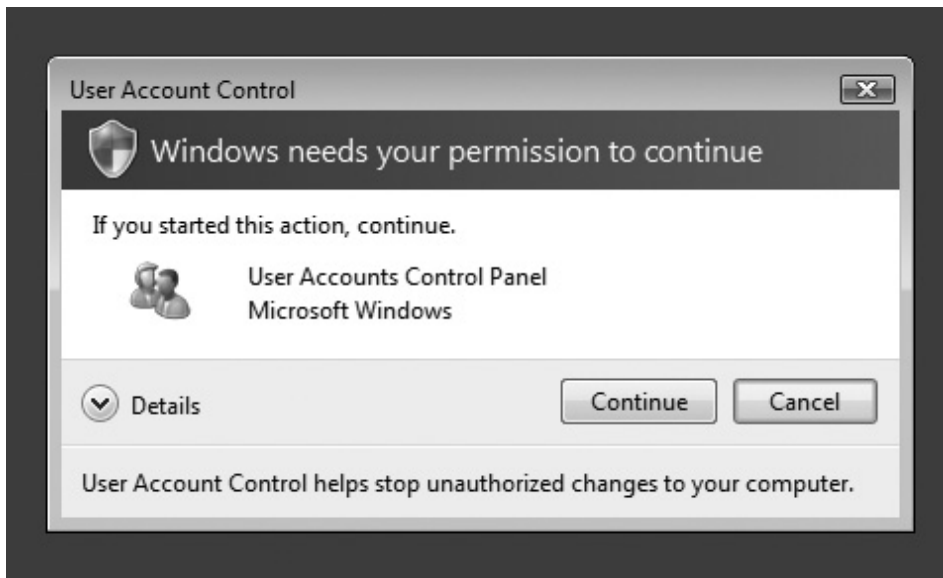 User Account Control
Windows needs your permission to continue
If you started this action, continue.
User Accounts Control Panel
Microsoft Windows
Details
Continue
Cancel
User Account Control helps stop unauthorized changes to your computer.